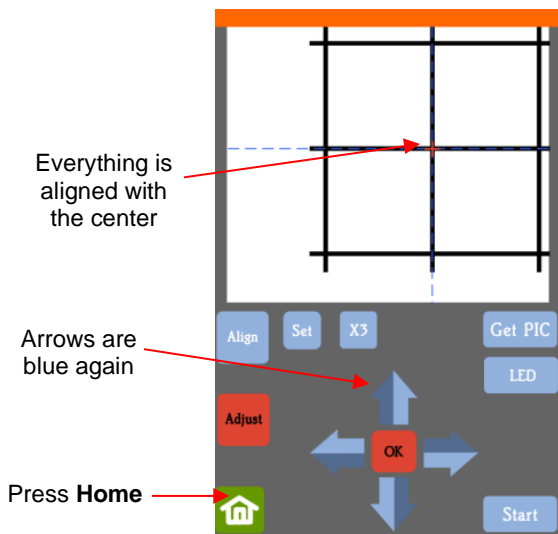 Everything is
aligned with
the center
Align
Set
X3
Get PIC
Arrows are
blue again
LED
Adjust
OK
Press Home
Start